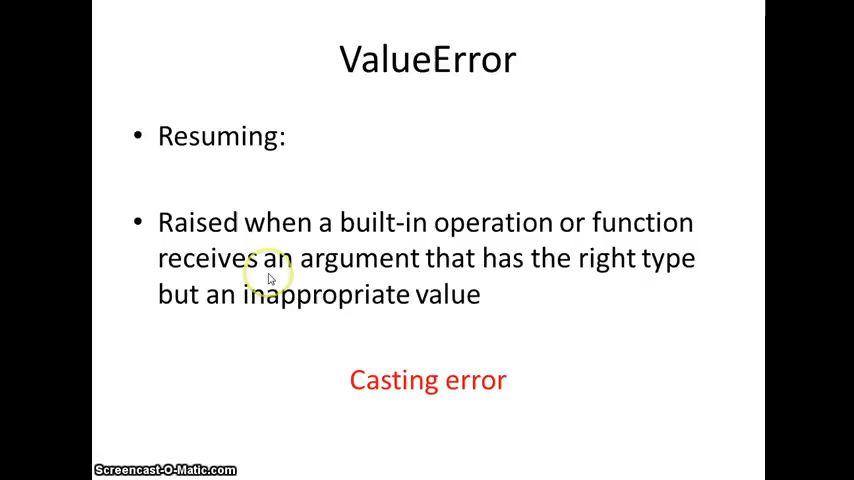 ValueError
• Resuming:
• Raised when a built-in operation or function
receives an argument that has the right type
but an inappropriate value
Casting error
Screencast-O-Matic.com